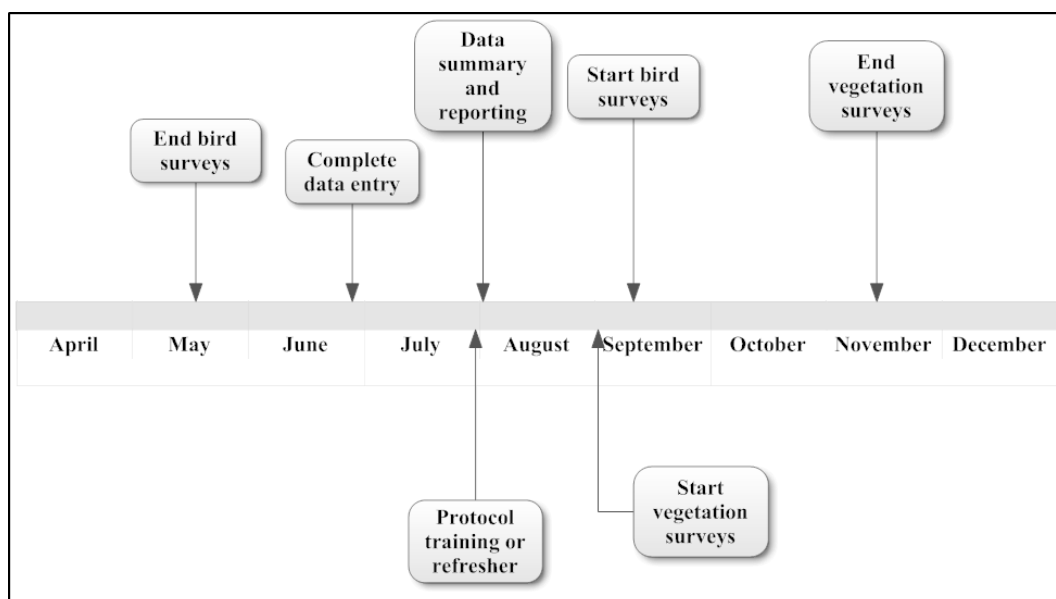 Data
summary
and
reporting
Start bird
surveys
End
vegetation
surveys
End bird
surveys
Complete
data entry
April May June July August September October November December
Protocol
training or
refresher
Start
vegetation
surveys